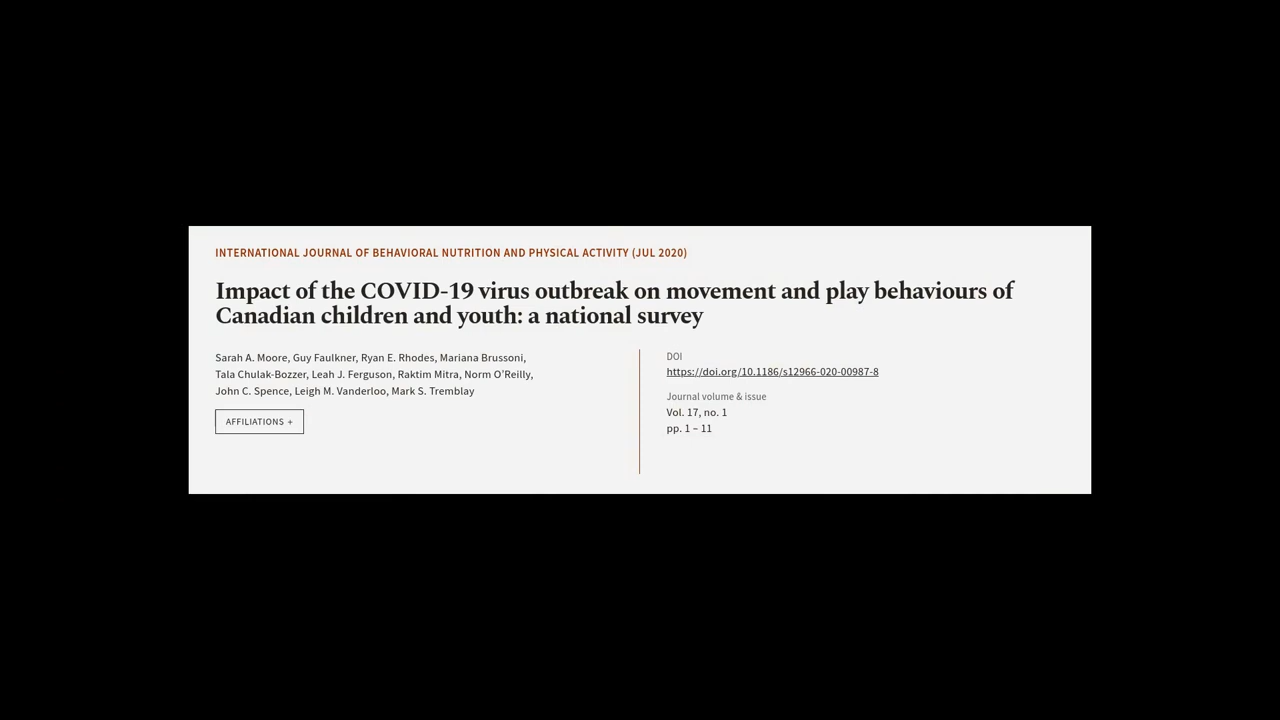 INTERNATIONAL JOURNAL OF BEHAVIORAL NUTRITION AND PHYSICAL ACTIVITY (JUL 2020)
Impact of the COVID-19 virus outbreak on movement and play behaviours of
Canadian children and youth: a national survey
Sarah A. Moore, Guy Faulkner, Ryan E. Rhodes, Mariana Brussoni,
Tala Chulak-Bozzer, Leah J. Ferguson, Raktim Mitra, Norm O’Reilly,
John C. Spence, Leigh M. Vanderloo, Mark S. Tremblay
AFFILIATIONS +
DOI
https://doi.org/10.1186/s12966-020-00987-8
Journal volume & issue
Vol. 17, no. 1
pp. 1 – 11